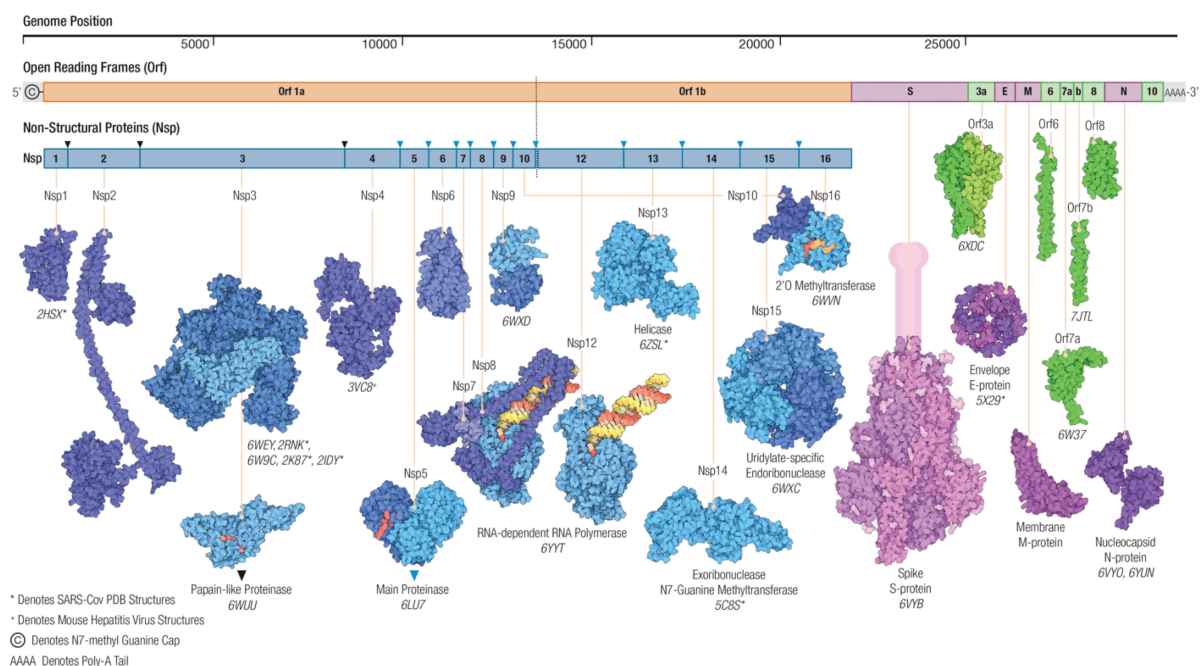 Genome Position
5000 10000 15000 20000 25000
Open Reading Frames (Orf)
5' C Orf 1a Orf 1b S 3a E M 6 7a b 8 N 10 AAAA-3'
Non-Structural Proteins (Nsp)
Nsp 1 2 3 4 5 6 7 8 9 10 12 13 14 15 16
Orf3a Orf6 Orf8
Nsp1 Nsp2 Nsp3 Nsp4 Nsp6 Nsp9 Nsp10 Nsp16
Nsp13
Orf7b
6XDC
2'O Methyltransferase
6WVN
2HSX*
6WXD
Helicase
6ZSL*
7JTL
Nsp15
Orf7a
Nsp12
Nsp8
Nsp7
3VC8+
Envelope
E-protein
5X29*
6W37
6WEY, 2RNK*,
6W9C, 2K87*, 2IDY*
Uridylate-specific
Endoribonuclease
6WXC
Nsp5
Nsp14
RNA-dependent RNA Polymerase
6YYT
Membrane
M-protein
Nucleocapsid
N-protein
6VYO, 6YUN
Papain-like Proteinase
6WUU
Main Proteinase
6LU7
Exoribonuclease
N7-Guanine Methyltransferase
5C8S*
Spike
S-protein
6VYB
* Denotes SARS-Cov PDB Structures
+ Denotes Mouse Hepatitis Virus Structures
C Denotes N7-methyl Guanine Cap
AAAA Denotes Poly-A Tail